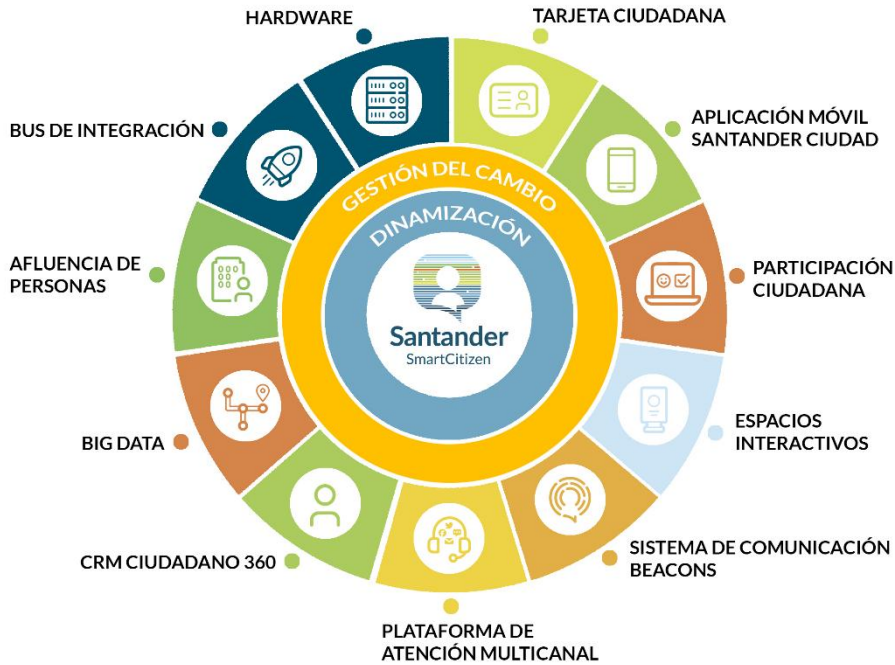 HARDWARE
TARJETA CIUDADANA
BUS DE INTEGRACIÓN
APLICACIÓN MÓVIL
SANTANDER CIUDAD
GESTIÓN DEL CAMBIO
DINAMIZACIÓN
AFLUENCIA DE
PERSONAS
PARTICIPACIÓN
CIUDADANA
Santander
SmartCitizen
BIG DATA
ESPACIOS
INTERACTIVOS
CRM CIUDADANO 360
SISTEMA DE COMUNICACIÓN
BEACONS
PLATAFORMA DE
ATENCIÓN MULTICANAL